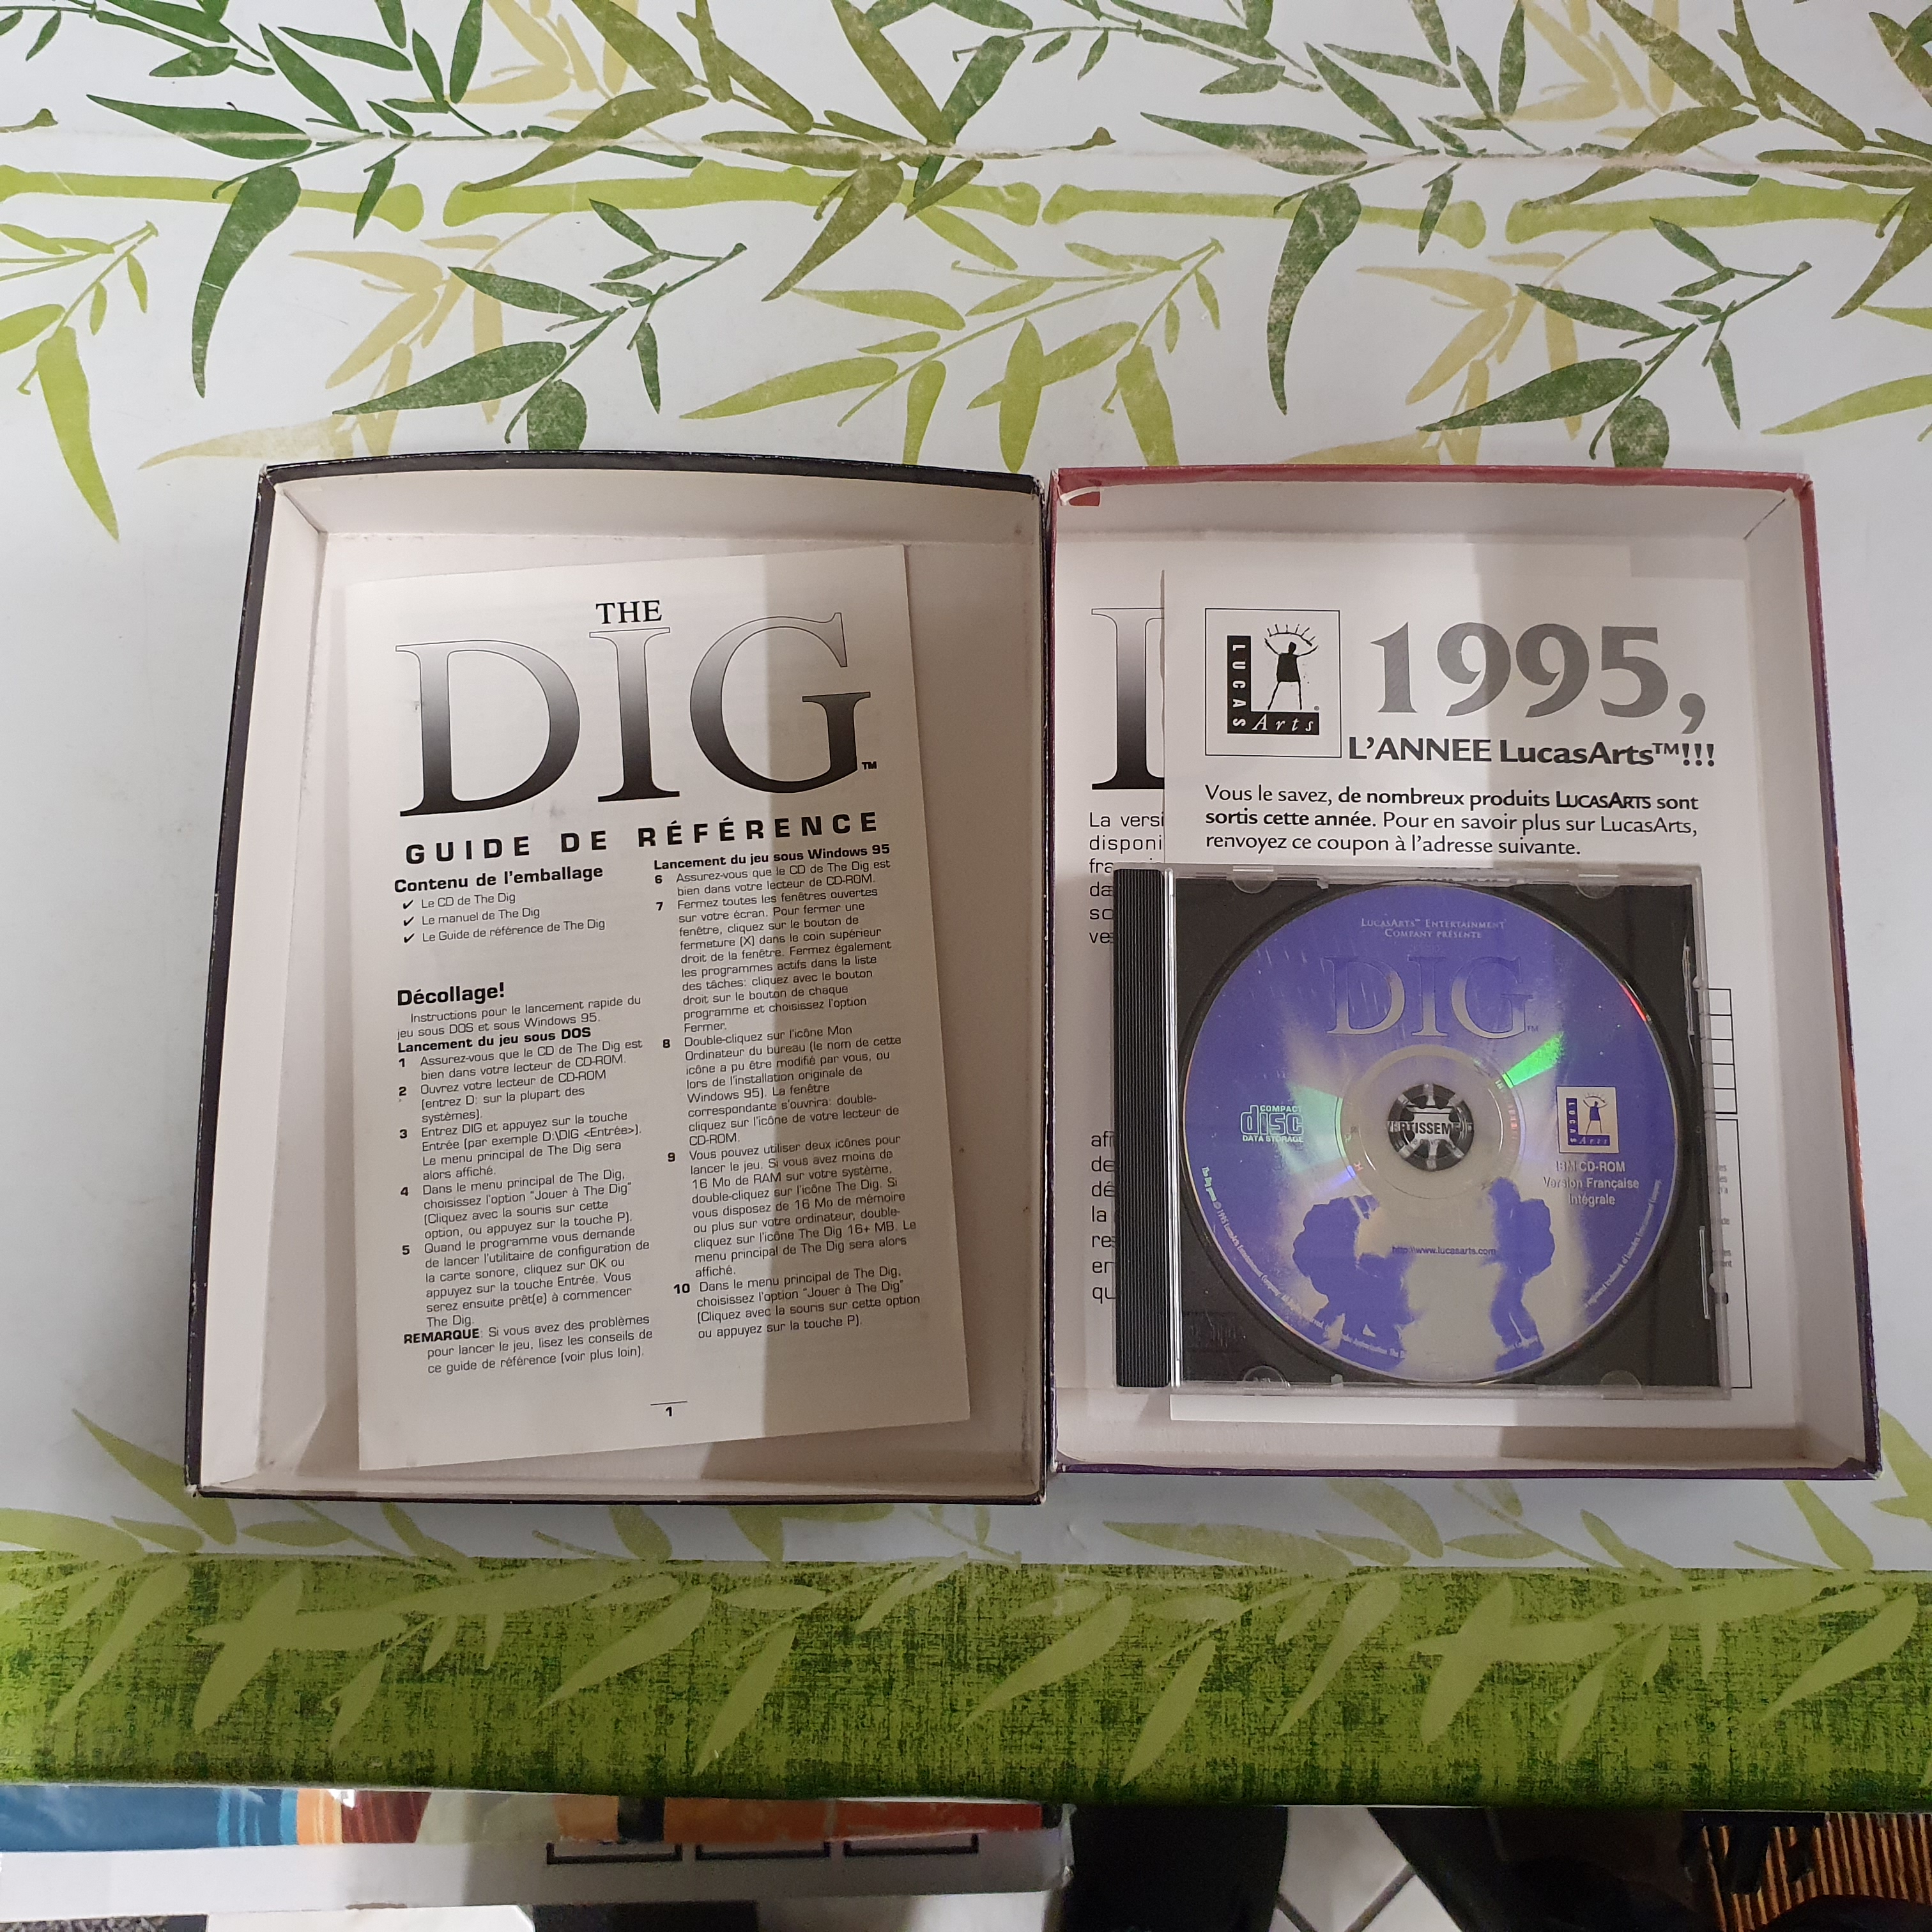 THE
DIG™
GUIDE DE RÉFÉRENCE
Contenu de l'emballage
✔ Le CD de The Dig
✔ Le manuel de The Dig
✔ Le Guide de référence de The Dig
Décollage!
Instructions pour le lancement rapide du
jeu sous DOS et sous Windows 95.
Lancement du jeu sous DOS
1 Assurez-vous que le CD de The Dig est
bien dans votre lecteur de CD-ROM.
2 Ouvrez votre lecteur de CD-ROM
(entrez D: sur la plupart des
systèmes).
3 Entrez DIG et appuyez sur la touche
Entrée (par exemple D:\DIG <Entrée>).
Le menu principal de The Dig sera
alors affiché.
4 Dans le menu principal de The Dig,
choisissez l'option "Jouer à The Dig"
(Cliquez avec la souris sur cette
option, ou appuyez sur la touche P).
5 Quand le programme vous demande
de lancer l'utilitaire de configuration de
la carte sonore, cliquez sur OK ou
appuyez sur la touche Entrée. Vous
serez ensuite prêt(e) à commencer
The Dig.
REMARQUE: Si vous avez des problèmes
pour lancer le jeu, lisez les conseils de
ce guide de référence (voir plus loin).
Lancement du jeu sous Windows 95
6 Assurez-vous que le CD de The Dig est
bien dans votre lecteur de CD-ROM.
7 Fermez toutes les fenêtres ouvertes
sur votre écran. Pour fermer une
fenêtre, cliquez sur le bouton de
fermeture (X) dans le coin supérieur
droit de la fenêtre. Fermez également
les programmes actifs dans la liste
des tâches: cliquez avec le bouton
droit sur le bouton de chaque
programme et choisissez l'option
Fermer.
8 Double-cliquez sur l'icône Mon
Ordinateur du bureau (le nom de cette
icône a pu être modifié par vous, ou
lors de l'installation originale de
Windows 95). La fenêtre
correspondante s'ouvrira: double-
cliquez sur l'icône de votre lecteur de
CD-ROM.
9 Vous pouvez utiliser deux icônes pour
lancer le jeu. Si vous avez moins de
16 Mo de RAM sur votre système,
double-cliquez sur l'icône The Dig. Si
vous disposez de 16 Mo de mémoire
ou plus sur votre ordinateur, double-
cliquez sur l'icône The Dig 16+ MB. Le
menu principal de The Dig sera alors
affiché.
10 Dans le menu principal de The Dig,
choisissez l'option "Jouer à The Dig"
(Cliquez avec la souris sur cette option
ou appuyez sur la touche P).
1
LUCAS
Arts
1995,
L'ANNEE LucasArts™!!!
Vous le savez, de nombreux produits LUCASARTS sont
sortis cette année. Pour en savoir plus sur LucasArts,
renvoyez ce coupon à l'adresse suivante.
La versi
disponi
LUCASARTS™ ENTERTAINMENT
COMPANY PRÉSENTE
DIG™
COMPACT
disc
DATA STORAGE
LUCAS
Arts
IBM CD-ROM
Version Française
Intégrale
http://www.lucasarts.com